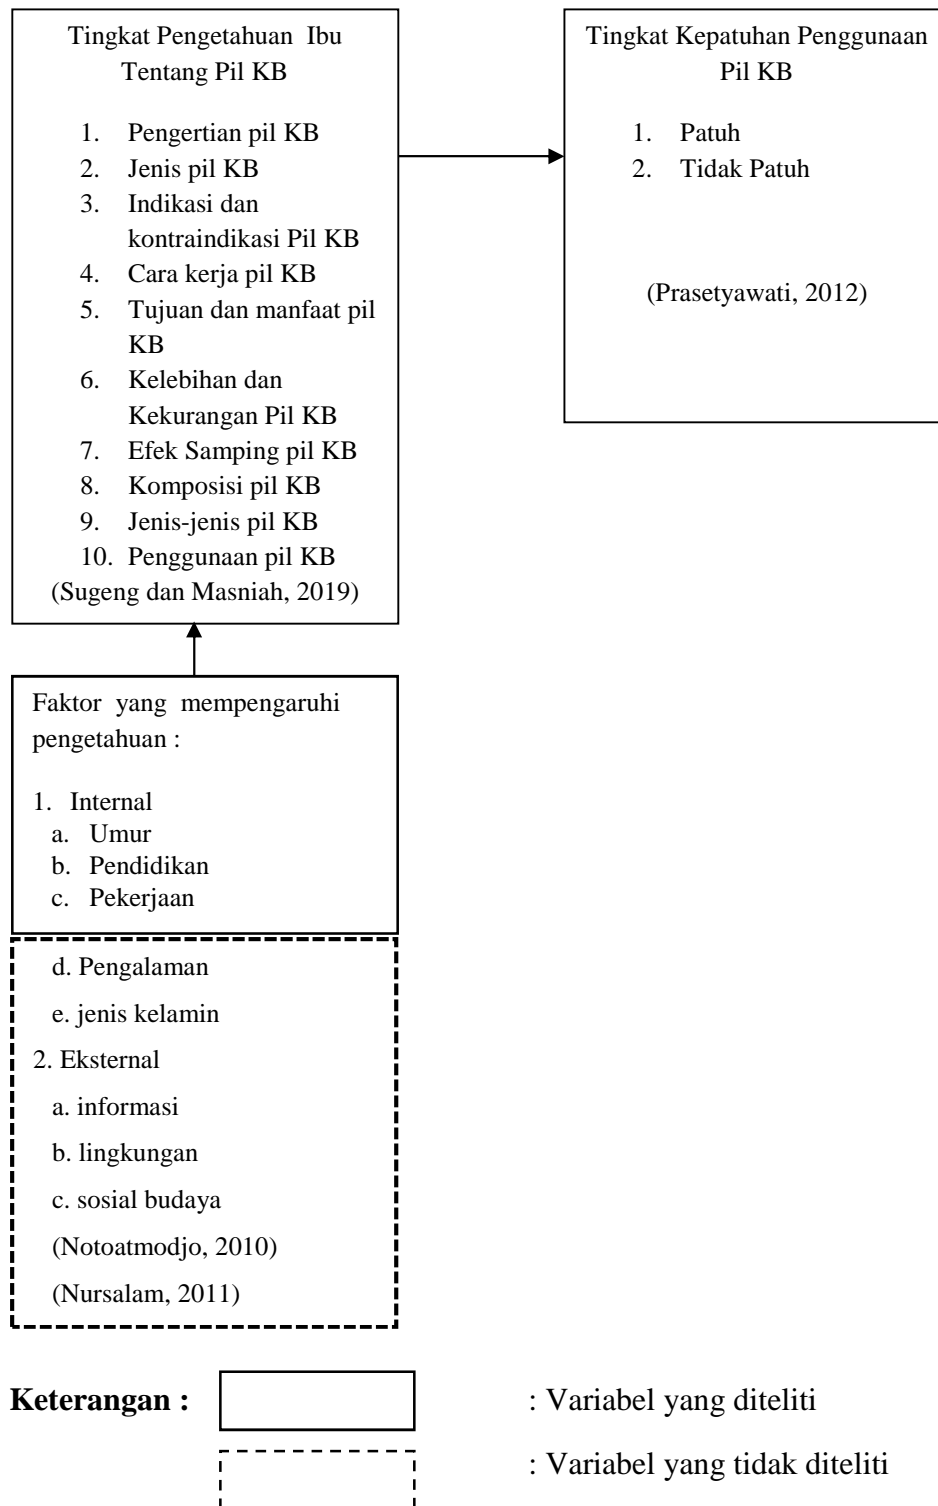 Tingkat Pengetahuan Ibu
Tentang Pil KB
1. Pengertian pil KB
2. Jenis pil KB
3. Indikasi dan
kontraindikasi Pil KB
4. Cara kerja pil KB
5. Tujuan dan manfaat pil
KB
6. Kelebihan dan
Kekurangan Pil KB
7. Efek Samping pil KB
8. Komposisi pil KB
9. Jenis-jenis pil KB
10. Penggunaan pil KB
(Sugeng dan Masniah, 2019)
Tingkat Kepatuhan Penggunaan
Pil KB
1. Patuh
2. Tidak Patuh
(Prasetyawati, 2012)
Faktor yang mempengaruhi
pengetahuan :
1. Internal
a. Umur
b. Pendidikan
c. Pekerjaan
d. Pengalaman
e. jenis kelamin
2. Eksternal
a. informasi
b. lingkungan
c. sosial budaya
(Notoatmodjo, 2010)
(Nursalam, 2011)
Keterangan : : Variabel yang diteliti
: Variabel yang tidak diteliti